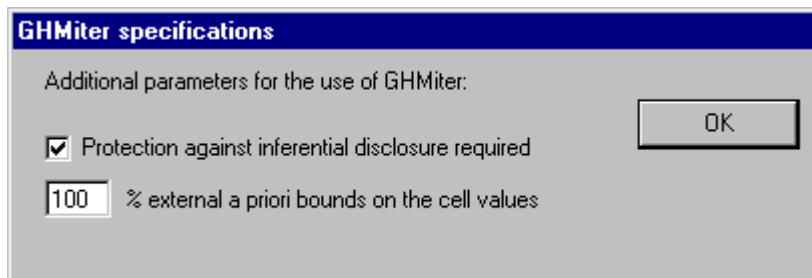 GHMiter specifications
Additional parameters for the use of GHMiter:
OK
Protection against inferential disclosure required
100 % external a priori bounds on the cell values